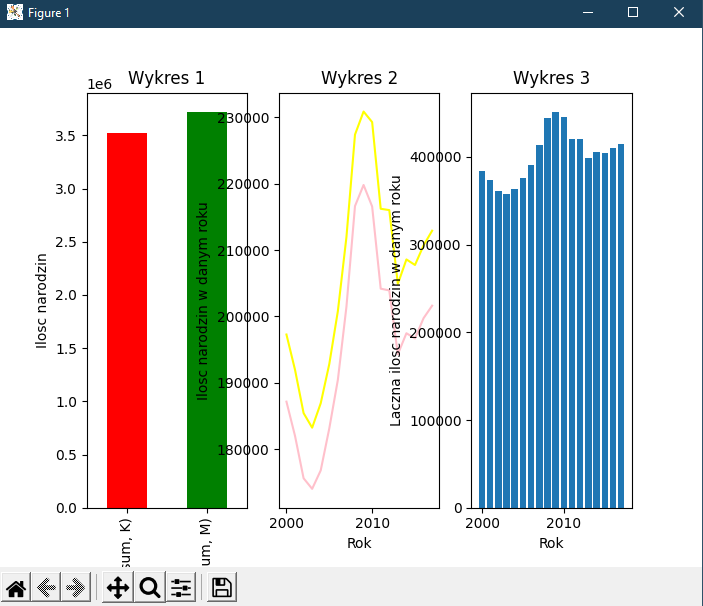 Figure 1
Wykres 1
Wykres 2
Wykres 3
1e6
3.5
3.0
2.5
2.0
1.5
1.0
0.5
0.0
Ilosc narodzin
sum, K)
um, M)
230000
220000
210000
200000
190000
180000
Ilosc narodzin w danym roku
2000
2010
Rok
400000
300000
200000
100000
0
Laczna ilosc narodzin w danym roku
2000
2010
Rok